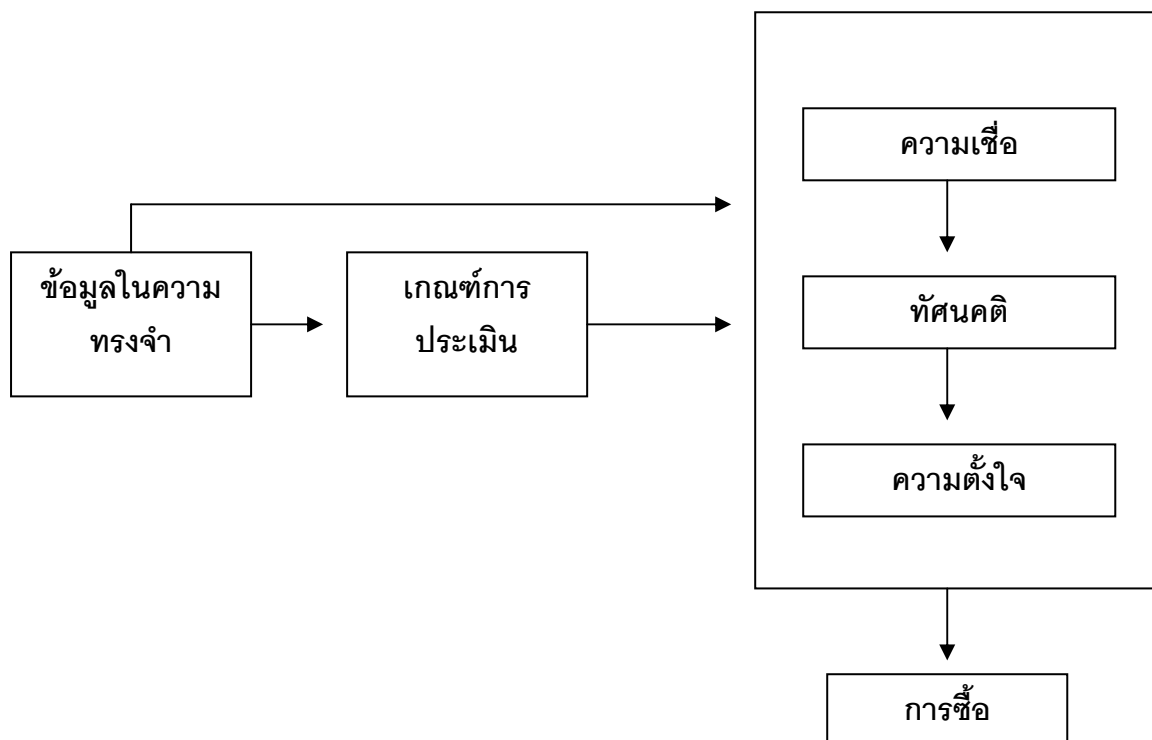 ความเชื่อ
ข้อมูลในความ
ทรงจำ
เกณฑ์การ
ประเมิน
ทัศนคติ
ความตั้งใจ
การซื้อ